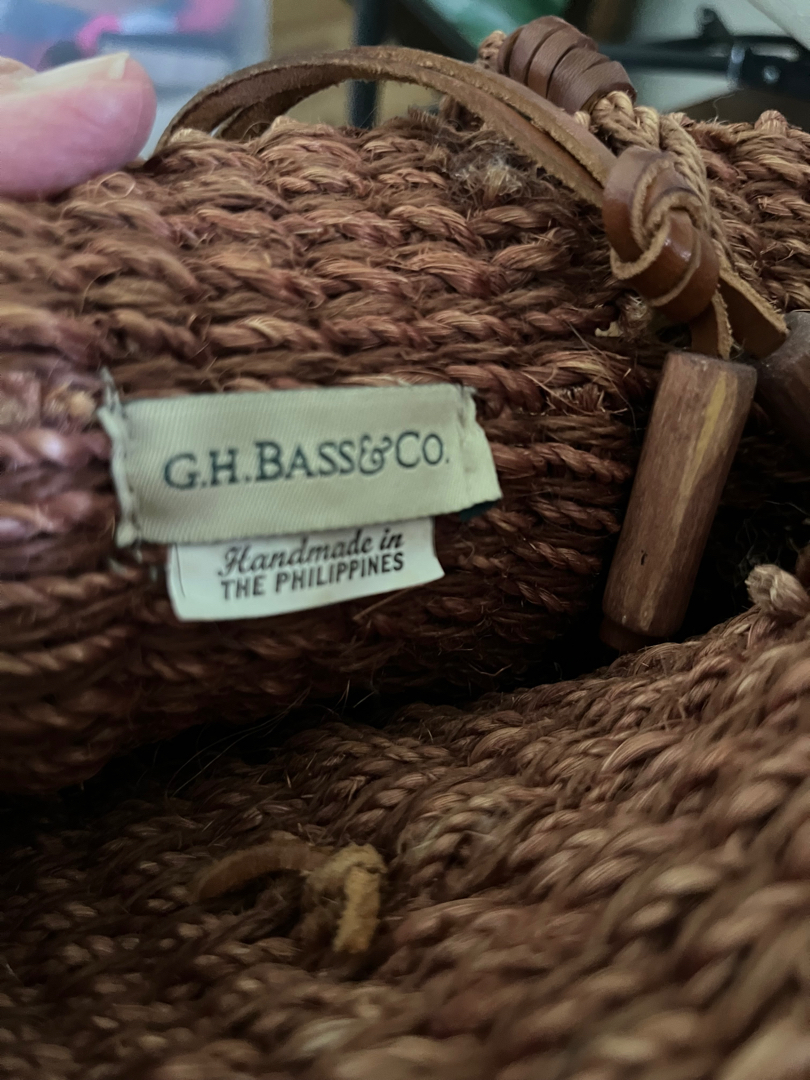 G.H.BASS&CO.
Handmade in
THE PHILIPPINES